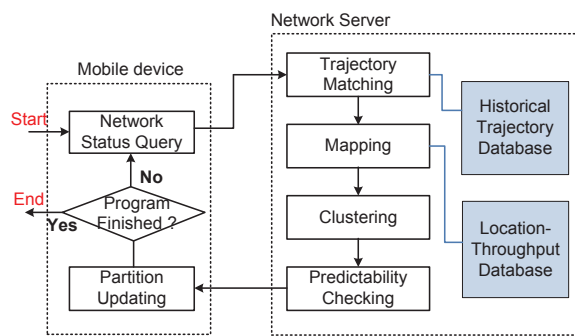 Network Server
Mobile device
Start
Network
Status Query
No
End
Yes
Program
Finished ?
Partition
Updating
Trajectory
Matching
Mapping
Clustering
Predictability
Checking
Historical
Trajectory
Database
Location-
Throughput
Database